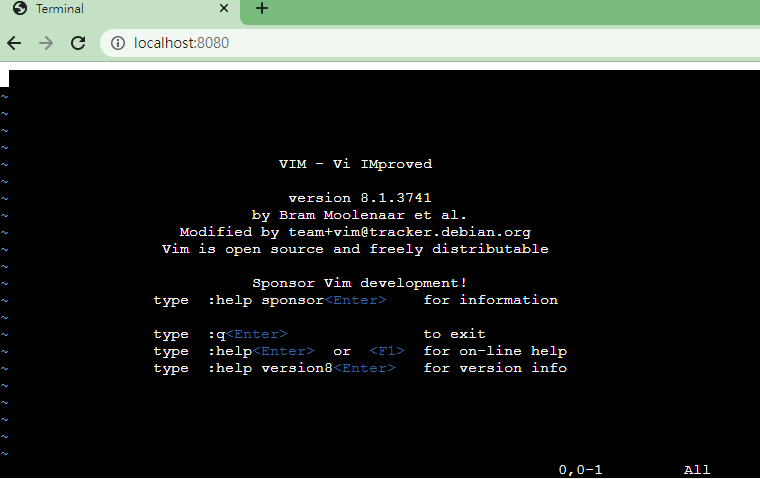 Terminal
localhost:8080
~
~
~
~
~ VIM - Vi IMproved
~
~ version 8.1.3741
~ by Bram Moolenaar et al.
~ Modified by team+vim@tracker.debian.org
~ Vim is open source and freely distributable
~
~ Sponsor Vim development!
~ type :help sponsor<Enter> for information
~
~ type :q<Enter> to exit
~ type :help<Enter> or <F1> for on-line help
~ type :help version8<Enter> for version info
~
~
~
~
~
0,0-1 All